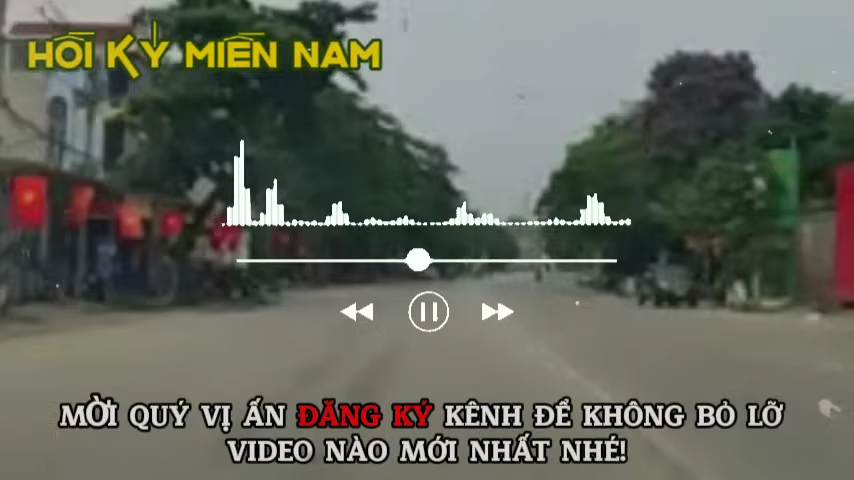 HỒI KÝ MIỀN NAM
MỜI QUÝ VỊ ẤN ĐĂNG KÝ KÊNH ĐỂ KHÔNG BỎ LỠ
VIDEO NÀO MỚI NHẤT NHÉ!